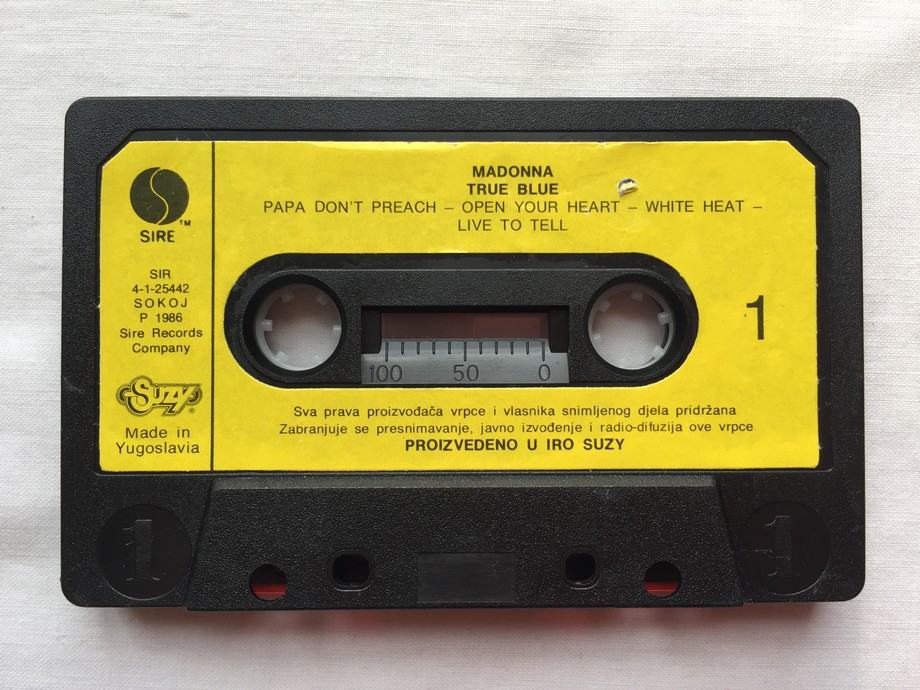 MADONNA
TRUE BLUE
PAPA DON'T PREACH – OPEN YOUR HEART – WHITE HEAT –
LIVE TO TELL
TM
SIRE
SIR
4-1-25442
SOKOJ
P 1986
Sire Records
Company
Suzy
®
Made in
Yugoslavia
1
100 50 0
Sva prava proizvođača vrpce i vlasnika snimljenog djela pridržana
Zabranjuje se presnimavanje, javno izvođenje i radio-difuzija ove vrpce
PROIZVEDENO U IRO SUZY
1
1